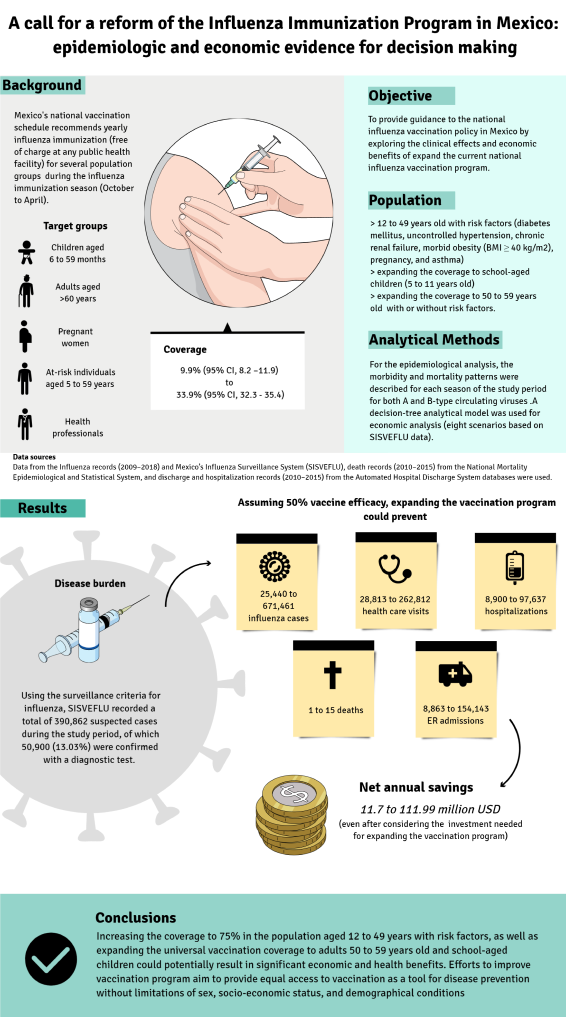 A call for a reform of the Influenza Immunization Program in Mexico:
epidemiologic and economic evidence for decision making
Background
Mexico's national vaccination
schedule recommends yearly
influenza immunization (free
of charge at any public health
facility) for several population
groups during the influenza
immunization season (October
to April).
Target groups
Children aged
6 to 59 months
Adults aged
>60 years
Pregnant
women
At-risk individuals
aged 5 to 59 years
Health
professionals
Coverage
9.9% (95% CI, 8.2 –11.9)
to
33.9% (95% CI, 32.3 - 35.4)
Objective
To provide guidance to the national
influenza vaccination policy in Mexico by
exploring the clinical effects and economic
benefits of expand the current national
influenza vaccination program.
Population
> 12 to 49 years old with risk factors (diabetes
mellitus, uncontrolled hypertension, chronic
renal failure, morbid obesity (BMI ≥ 40 kg/m2),
pregnancy, and asthma)
> expanding the coverage to school-aged
children (5 to 11 years old)
> expanding the coverage to 50 to 59 years
old with or without risk factors.
Analytical Methods
For the epidemiological analysis, the
morbidity and mortality patterns were
described for each season of the study period
for both A and B-type circulating viruses .A
decision-tree analytical model was used for
economic analysis (eight scenarios based on
SISVEFLU data).
Data sources
Data from the Influenza records (2009–2018) and Mexico's Influenza Surveillance System (SISVEFLU), death records (2010–2015) from the National Mortality
Epidemiological and Statistical System, and discharge and hospitalization records (2010–2015) from the Automated Hospital Discharge System databases were used.
Results
Disease burden
Using the surveillance criteria for
influenza, SISVEFLU recorded a
total of 390,862 suspected cases
during the study period, of which
50,900 (13.03%) were confirmed
with a diagnostic test.
Assuming 50% vaccine efficacy, expanding the vaccination program
could prevent
25,440 to
671,461
influenza cases
28,813 to 262,812
health care visits
8,900 to 97,637
hospitalizations
1 to 15 deaths
8,863 to 154,143
ER admissions
Net annual savings
11.7 to 111.99 million USD
(even after considering the investment needed
for expanding the vaccination program)
Conclusions
Increasing the coverage to 75% in the population aged 12 to 49 years with risk factors, as well as
expanding the universal vaccination coverage to adults 50 to 59 years old and school-aged
children could potentially result in significant economic and health benefits. Efforts to improve
vaccination program aim to provide equal access to vaccination as a tool for disease prevention
without limitations of sex, socio-economic status, and demographical conditions